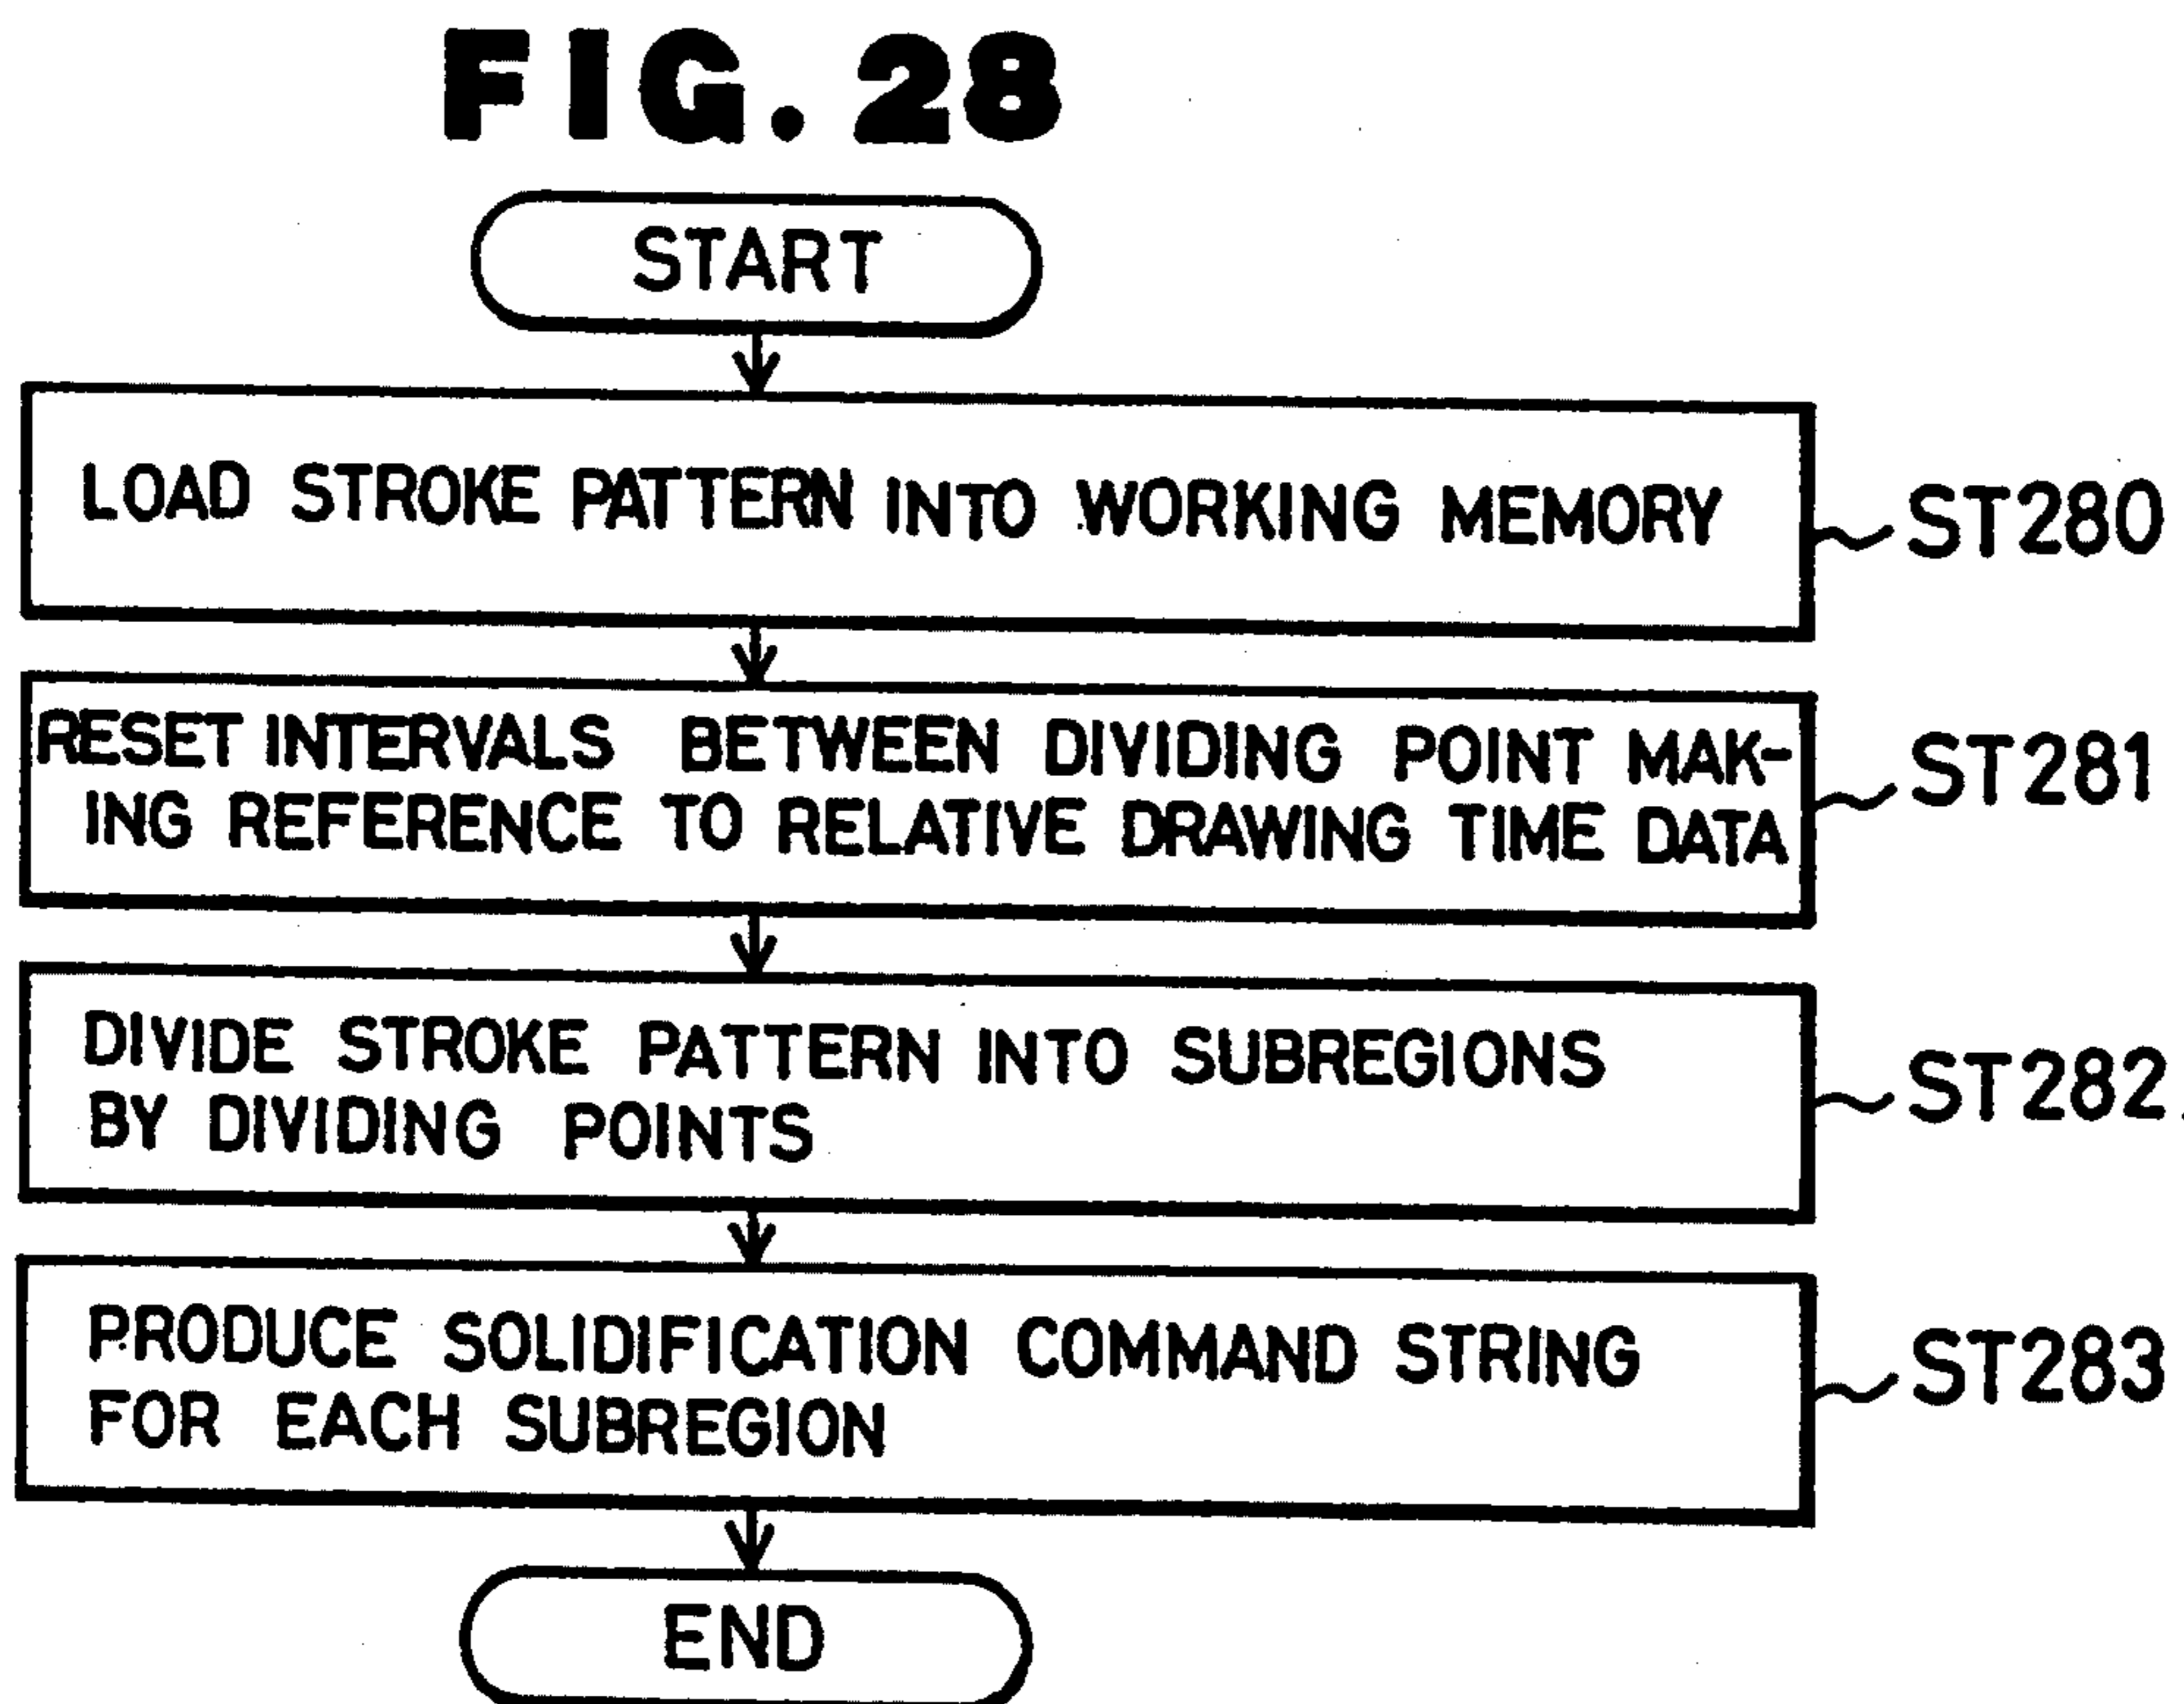 FIG. 28
START
LOAD STROKE PATTERN INTO WORKING MEMORY
ST280
RESET INTERVALS BETWEEN DIVIDING POINT MAK-
ING REFERENCE TO RELATIVE DRAWING TIME DATA
ST281
DIVIDE STROKE PATTERN INTO SUBREGIONS
BY DIVIDING POINTS
ST282
PRODUCE SOLIDIFICATION COMMAND STRING
FOR EACH SUBREGION
ST283
END